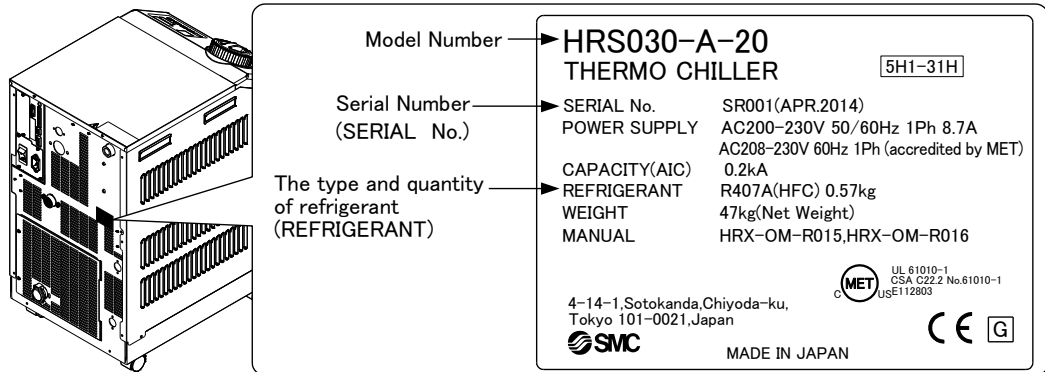 Model Number
HRS030-A-20
THERMO CHILLER
5H1-31H
Serial Number
(SERIAL No.)
SERIAL No. SR001(APR.2014)
POWER SUPPLY AC200-230V 50/60Hz 1Ph 8.7A
AC208-230V 60Hz 1Ph (accredited by MET)
CAPACITY(AIC) 0.2kA
The type and quantity
of refrigerant
(REFRIGERANT)
REFRIGERANT R407A(HFC) 0.57kg
WEIGHT 47kg(Net Weight)
MANUAL HRX-OM-R015,HRX-OM-R016
C MET US
UL 61010-1
CSA C22.2 No.61010-1
E112803
4-14-1,Sotokanda,Chiyoda-ku,
Tokyo 101-0021,Japan
SMC
MADE IN JAPAN
CE
G